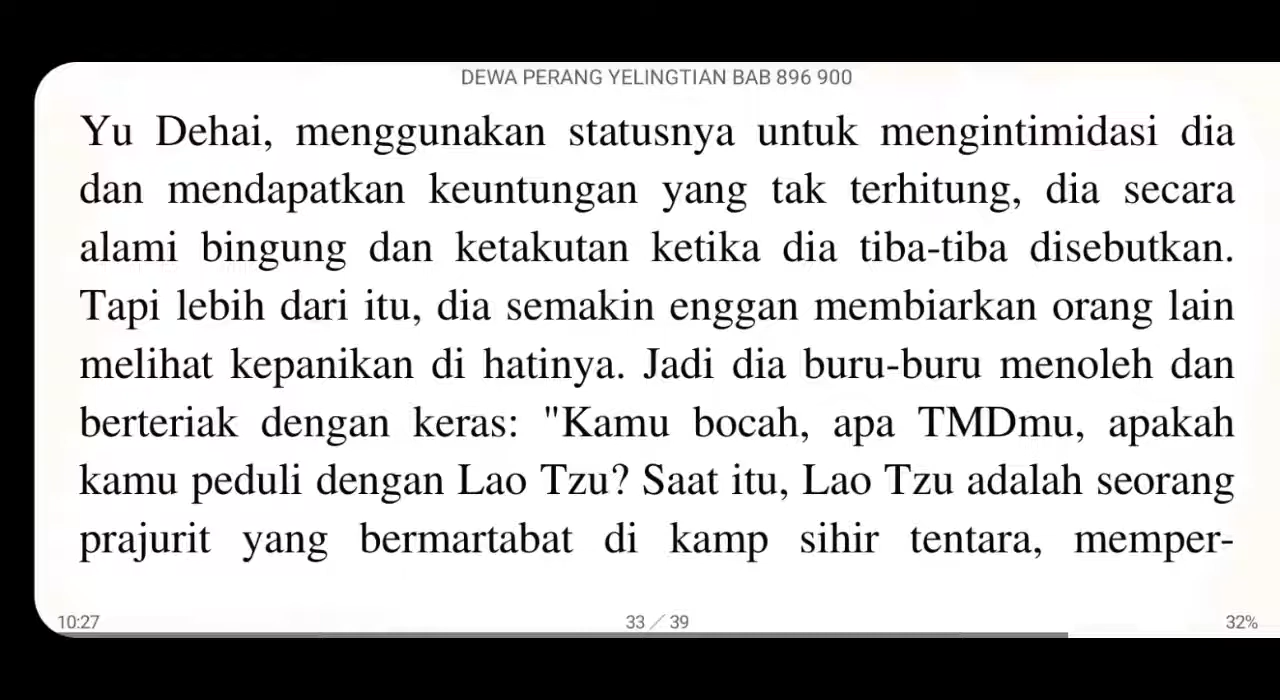 DEWA PERANG YELINGTIAN BAB 896 900
Yu Dehai, menggunakan statusnya untuk mengintimidasi dia
dan mendapatkan keuntungan yang tak terhitung, dia secara
alami bingung dan ketakutan ketika dia tiba-tiba disebutkan.
Tapi lebih dari itu, dia semakin enggan membiarkan orang lain
melihat kepanikan di hatinya. Jadi dia buru-buru menoleh dan
berteriak dengan keras: "Kamu bocah, apa TMDmu, apakah
kamu peduli dengan Lao Tzu? Saat itu, Lao Tzu adalah seorang
prajurit yang bermartabat di kamp sihir tentara, memper-
10:27 33 / 39 32%